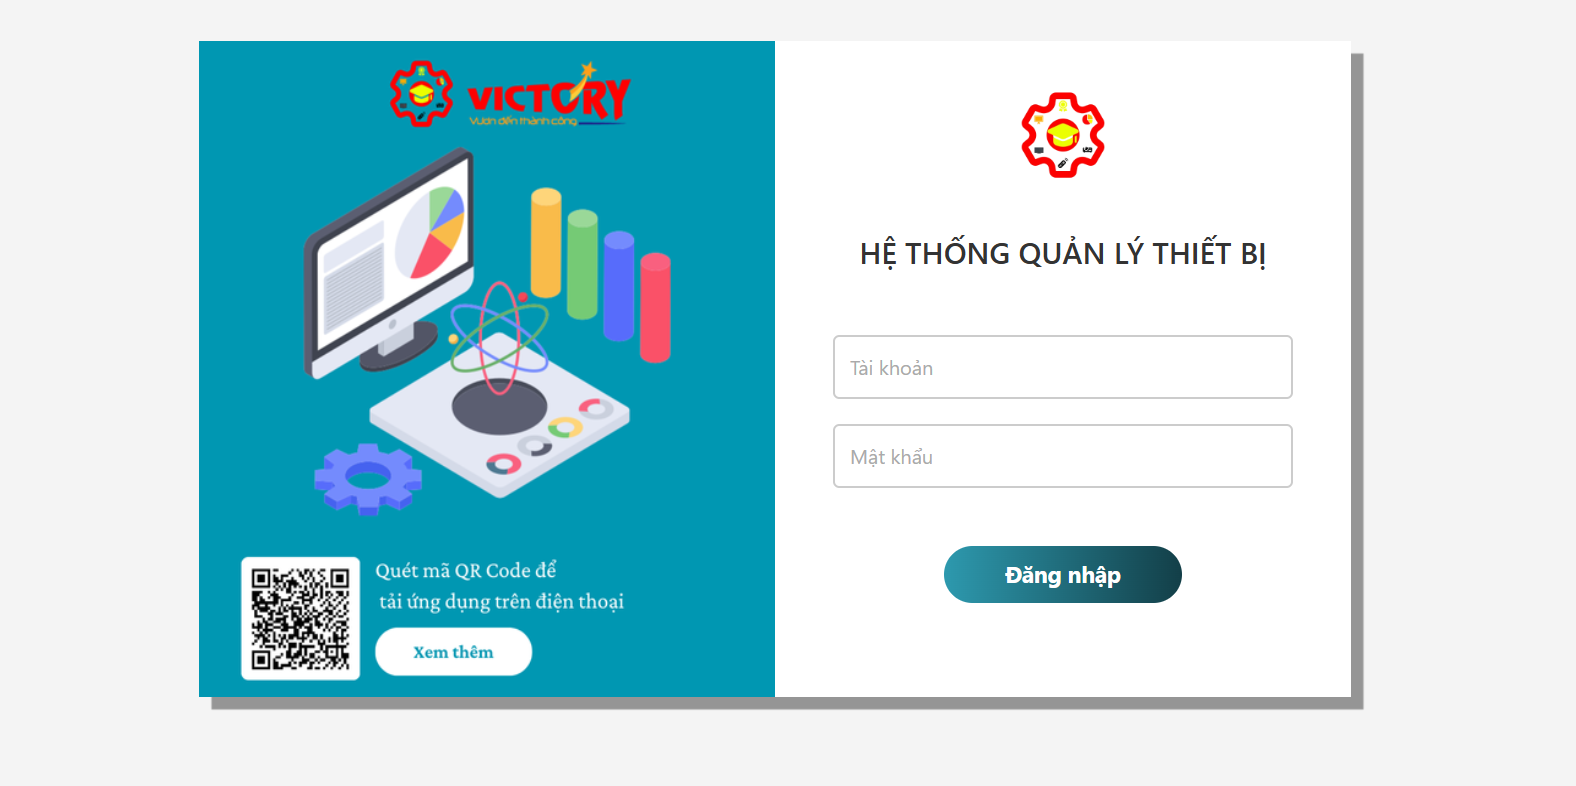 VICTORY
Vươn đến thành công
Quét mã QR Code để
tải ứng dụng trên điện thoại
Xem thêm
HỆ THỐNG QUẢN LÝ THIẾT BỊ
Tài khoản
Mật khẩu
Đăng nhập